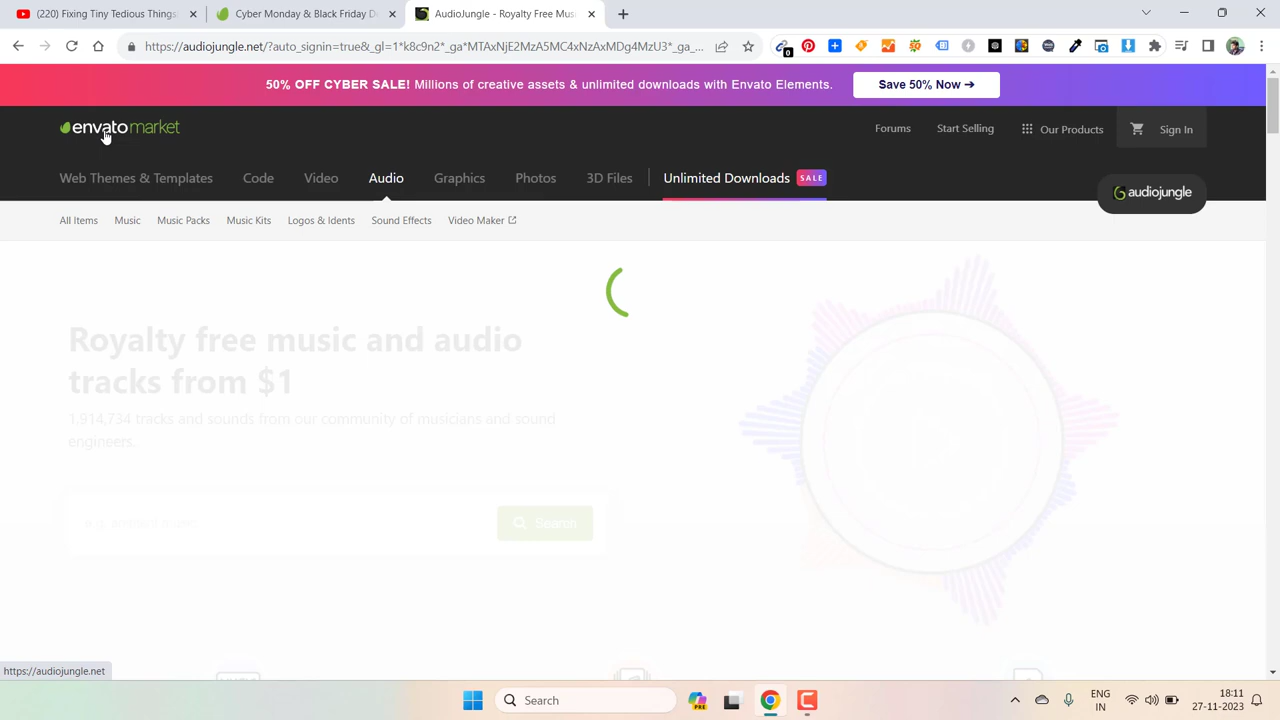 (220) Fixing Tiny Tedious Things
Cyber Monday & Black Friday D
AudioJungle - Royalty Free Mus
https://audiojungle.net/?auto_signin=true&_gl=1*k8cfn2*_ga*MTcxNjE2MzA5MC4xNzAxMDg4MzU3*_ga_...
0
50% OFF CYBER SALE! Millions of creative assets & unlimited downloads with Envato Elements.
Save 50% Now →
envatomarket
Forums
Start Selling
Our Products
Sign In
Web Themes & Templates
Code
Video
Audio
Graphics
Photos
3D Files
Unlimited Downloads
SALE
audiojungle
All Items
Music
Music Packs
Music Kits
Logos & Idents
Sound Effects
Video Maker
Royalty free music and audio
tracks from $1
1,914,734 tracks and sounds from our community of musicians and sound
engineers.
Search
https://audiojungle.net
Search
ENG
IN
18:11
27-11-2023